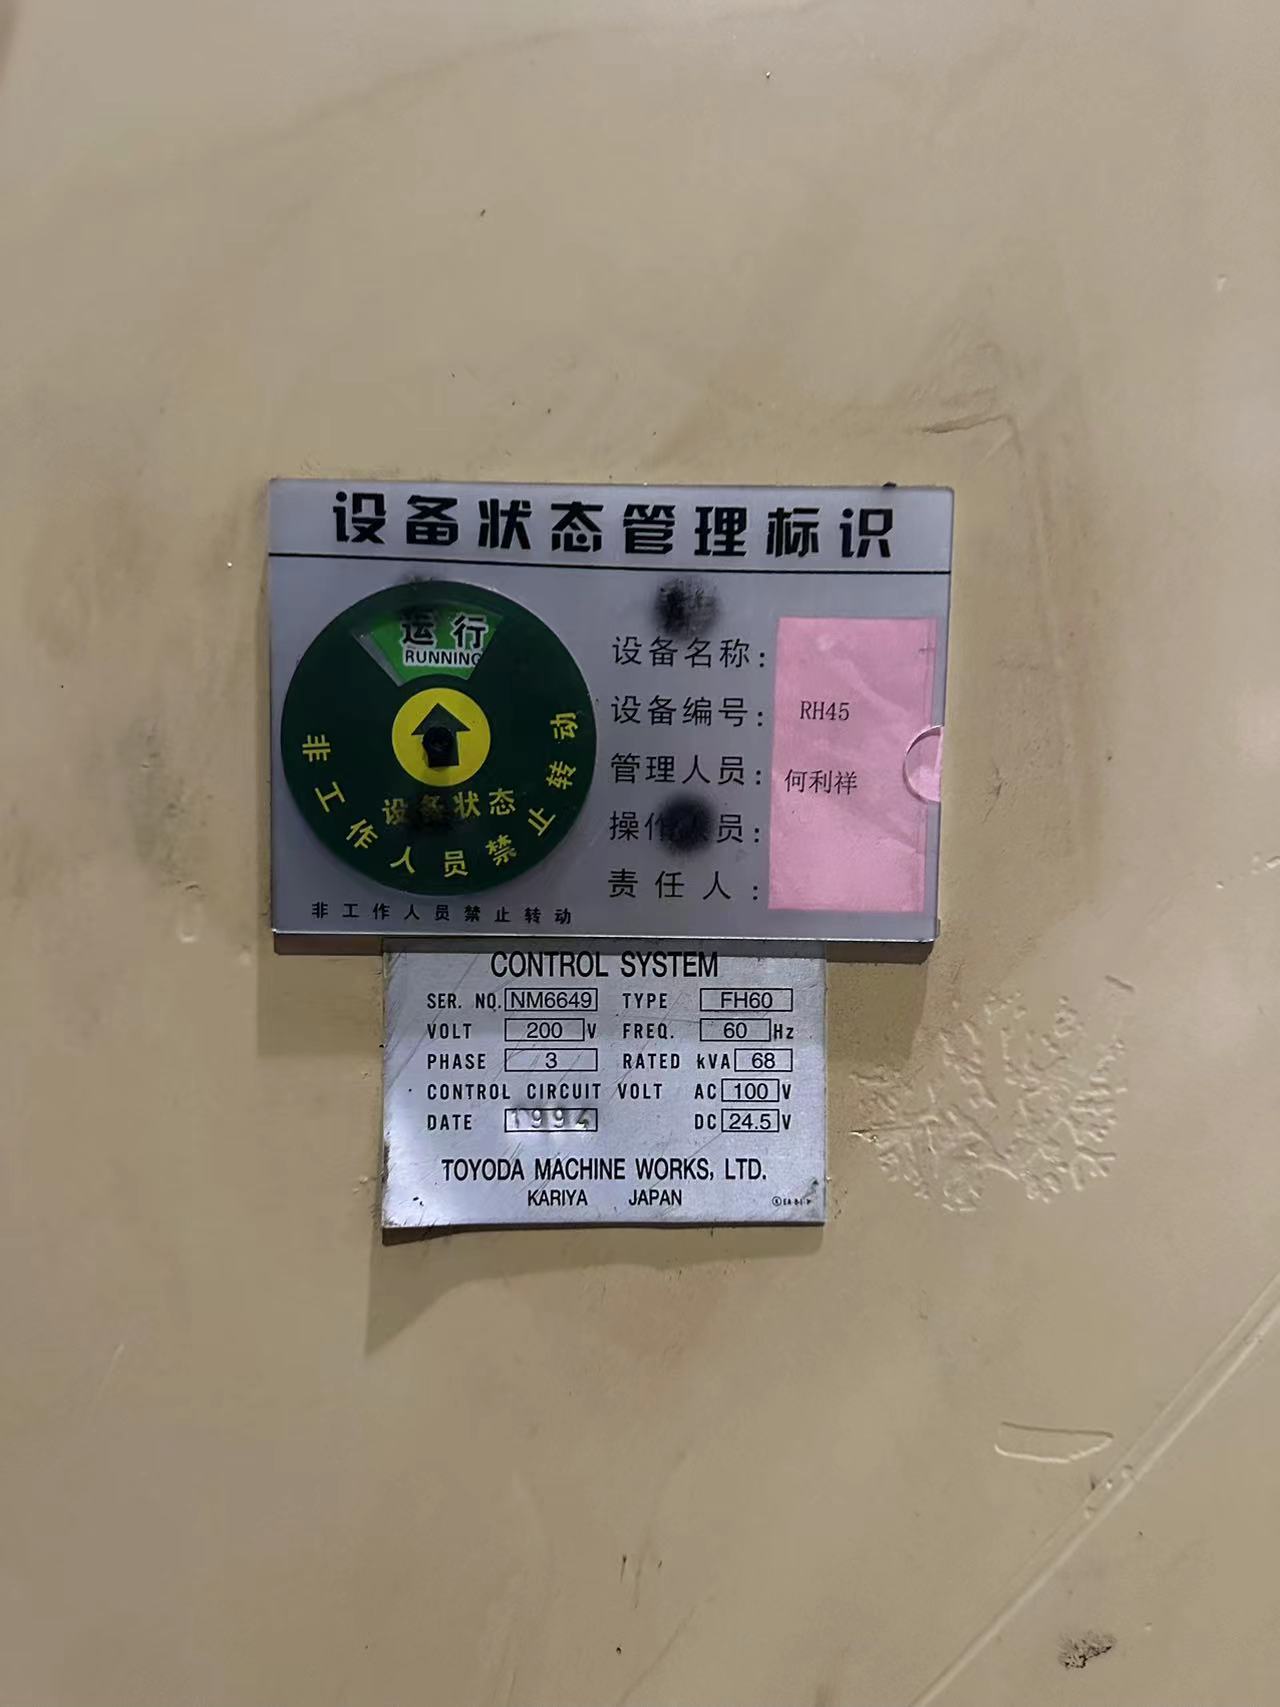 设备状态管理标识
运行
RUNNING
设备状态
非工作人员禁止转动
非工作人员禁止转动
设备名称：
设备编号： RH45
管理人员： 何利祥
操作人员：
责任人：
CONTROL SYSTEM
SER. NO. NM6649 TYPE FH60
VOLT 200 V FREQ. 60 Hz
PHASE 3 RATED kVA 68
CONTROL CIRCUIT VOLT AC 100 V
DATE 1994 DC 24.5 V
TOYODA MACHINE WORKS, LTD.
KARIYA JAPAN